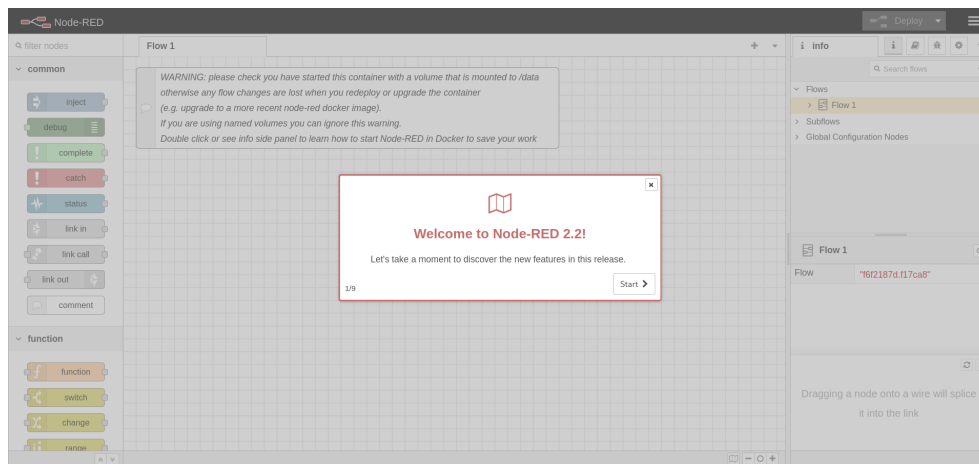 Node-RED
Deploy
filter nodes
Flow 1
info
common
WARNING: please check you have started this container with a volume that is mounted to /data
otherwise any flow changes are lost when you redeploy or upgrade the container
(e.g. upgrade to a more recent node-red docker image).
If you are using named volumes you can ignore this warning.
Double click or see info side panel to learn how to start Node-RED in Docker to save your work
Search flows
Flows
Flow 1
Subflows
Global Configuration Nodes
inject
debug
complete
catch
status
link in
link call
link out
comment
function
function
switch
change
range
Welcome to Node-RED 2.2!
Let's take a moment to discover the new features in this release.
1/9
Start
Flow 1
Flow
"f6f2187d.f17ca8"
Dragging a node onto a wire will splice
it into the link